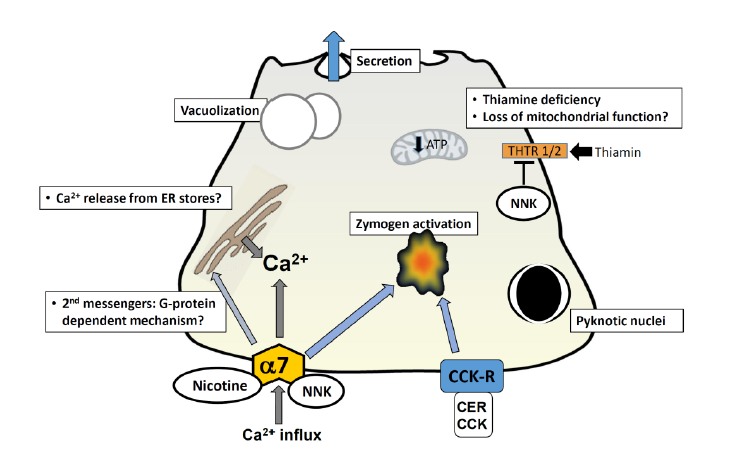 Secretion
Vacuolization
• Thiamine deficiency
• Loss of mitochondrial function?
ATP
THTR 1/2
Thiamin
NNK
• Ca²⁺ release from ER stores?
Zymogen activation
Ca²⁺
• 2ⁿᵈ messengers: G-protein
dependent mechanism?
Pyknotic nuclei
α7
Nicotine
NNK
CCK-R
CER
CCK
Ca²⁺ influx